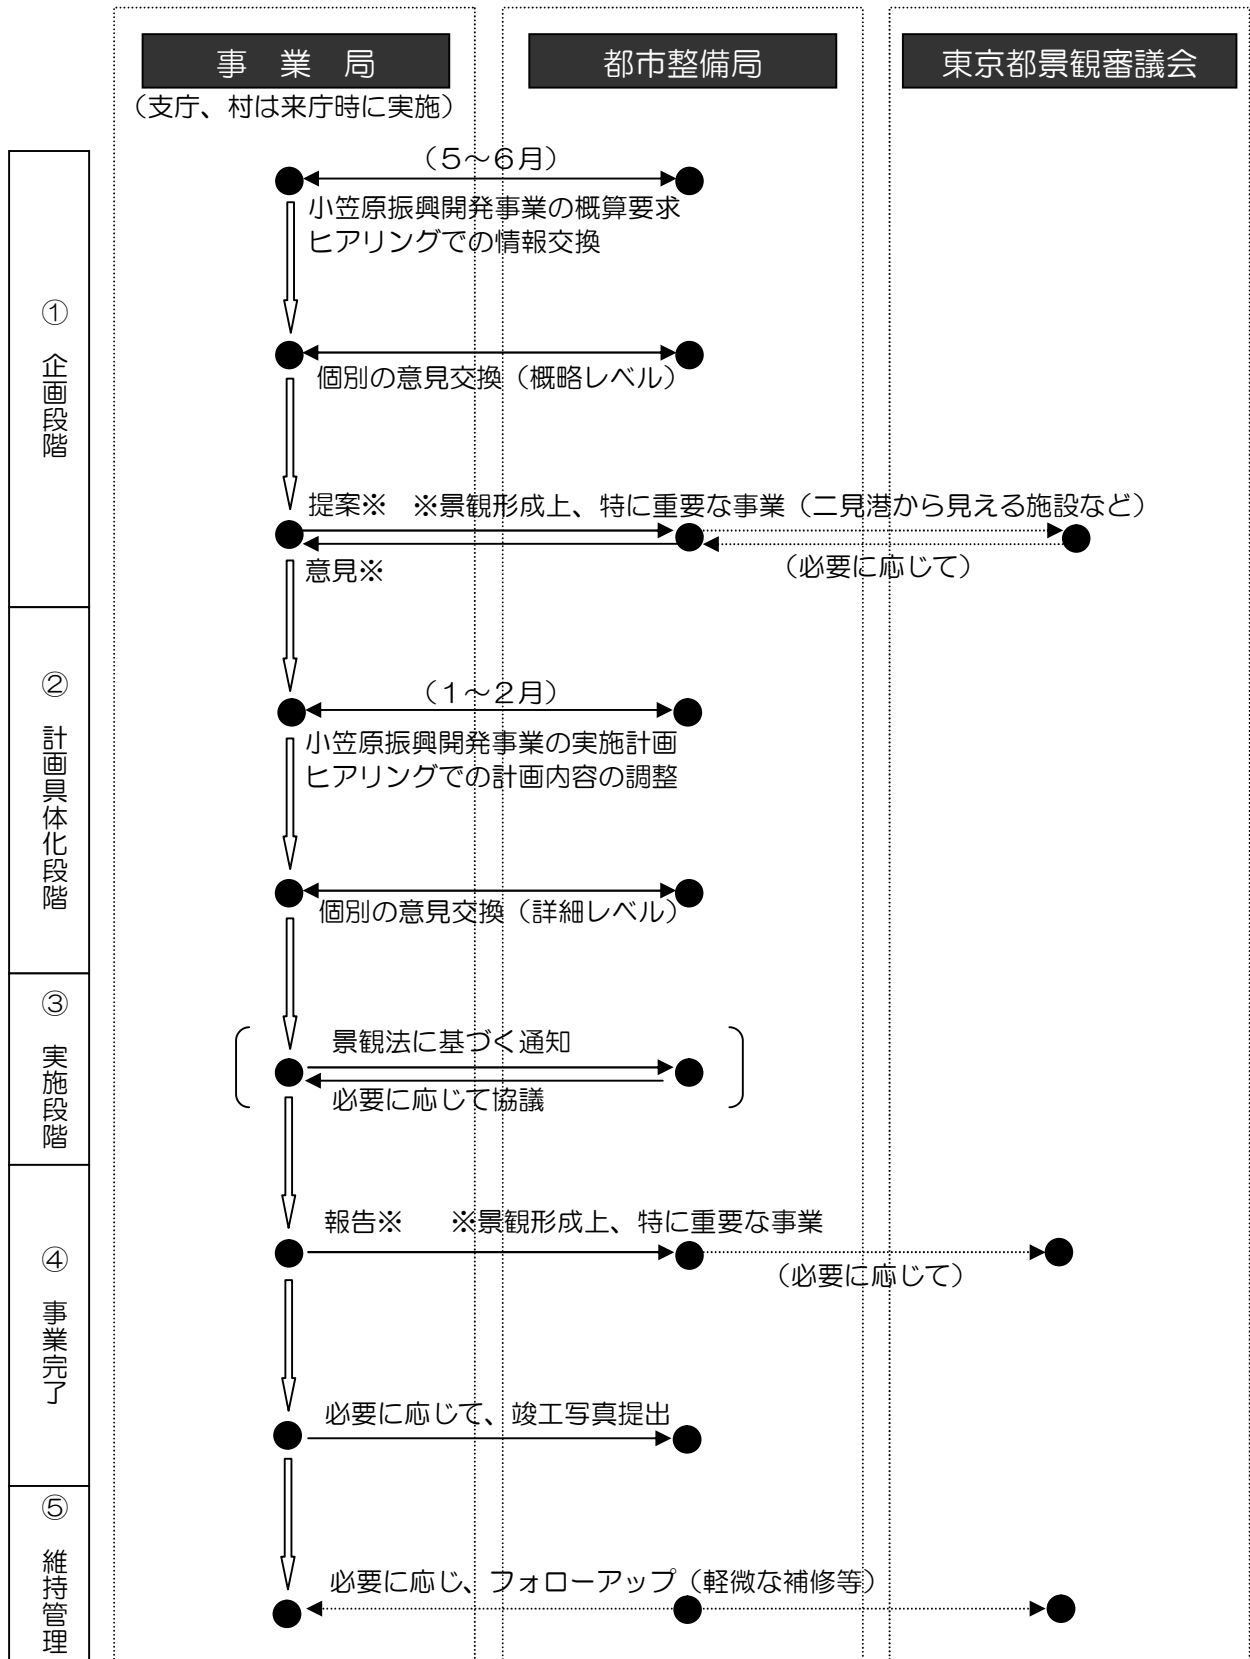 事　業　局
都市整備局
東京都景観審議会
（支庁、村は来庁時に実施）
① 企画段階
（５～６月）
小笠原振興開発事業の概算要求
ヒアリングでの情報交換
個別の意見交換（概略レベル）
提案※　※景観形成上、特に重要な事業（二見港から見える施設など）
意見※
（必要に応じて）
② 計画具体化段階
（１～２月）
小笠原振興開発事業の実施計画
ヒアリングでの計画内容の調整
個別の意見交換（詳細レベル）
③ 実施段階
景観法に基づく通知
必要に応じて協議
④ 事業完了
報告※　※景観形成上、特に重要な事業
（必要に応じて）
必要に応じて、竣工写真提出
⑤ 維持管理
必要に応じ、フォローアップ（軽微な補修等）